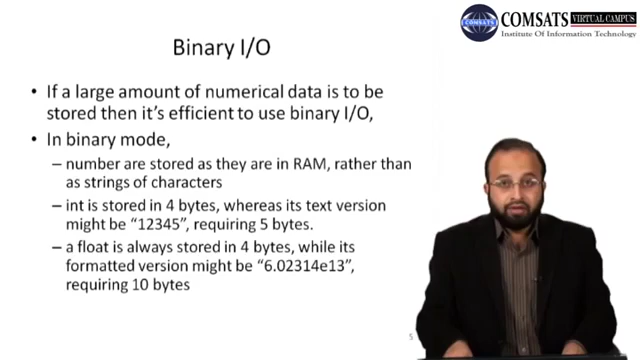 COMSATS VIRTUAL CAMPUS
Institute Of Information Technology
COMSATS
Binary I/O
• If a large amount of numerical data is to be
stored then it's efficient to use binary I/O,
• In binary mode,
– number are stored as they are in RAM, rather than
as strings of characters
– int is stored in 4 bytes, whereas its text version
might be “12345”, requiring 5 bytes.
– a float is always stored in 4 bytes, while its
formatted version might be “6.02314e13”,
requiring 10 bytes
5